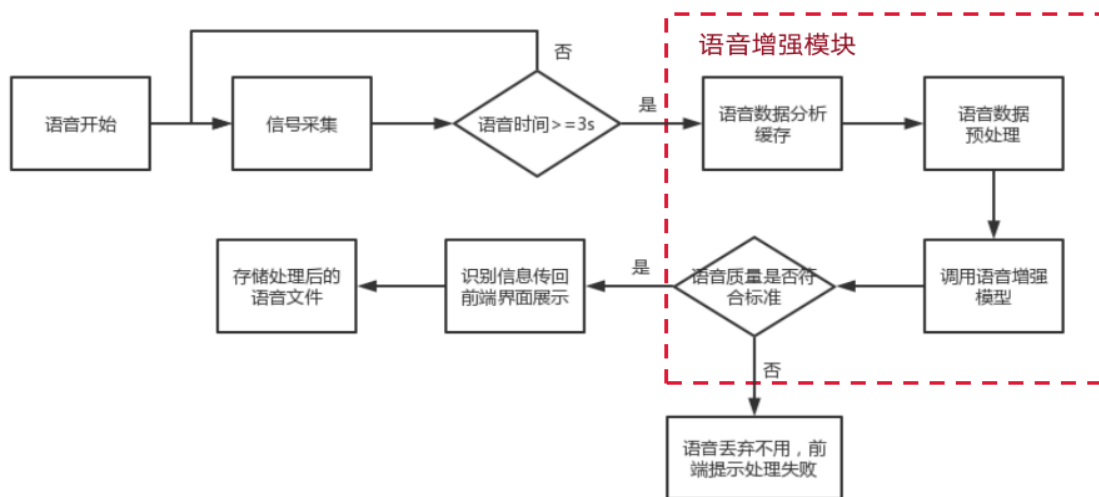 语音增强模块
否
语音开始
信号采集
语音时间>=3s
是
语音数据分析
缓存
语音数据
预处理
存储处理后的
语音文件
识别信息传回
前端界面展示
是
语音质量是否符
合标准
调用语音增强
模型
否
语音丢弃不用，前
端提示处理失败